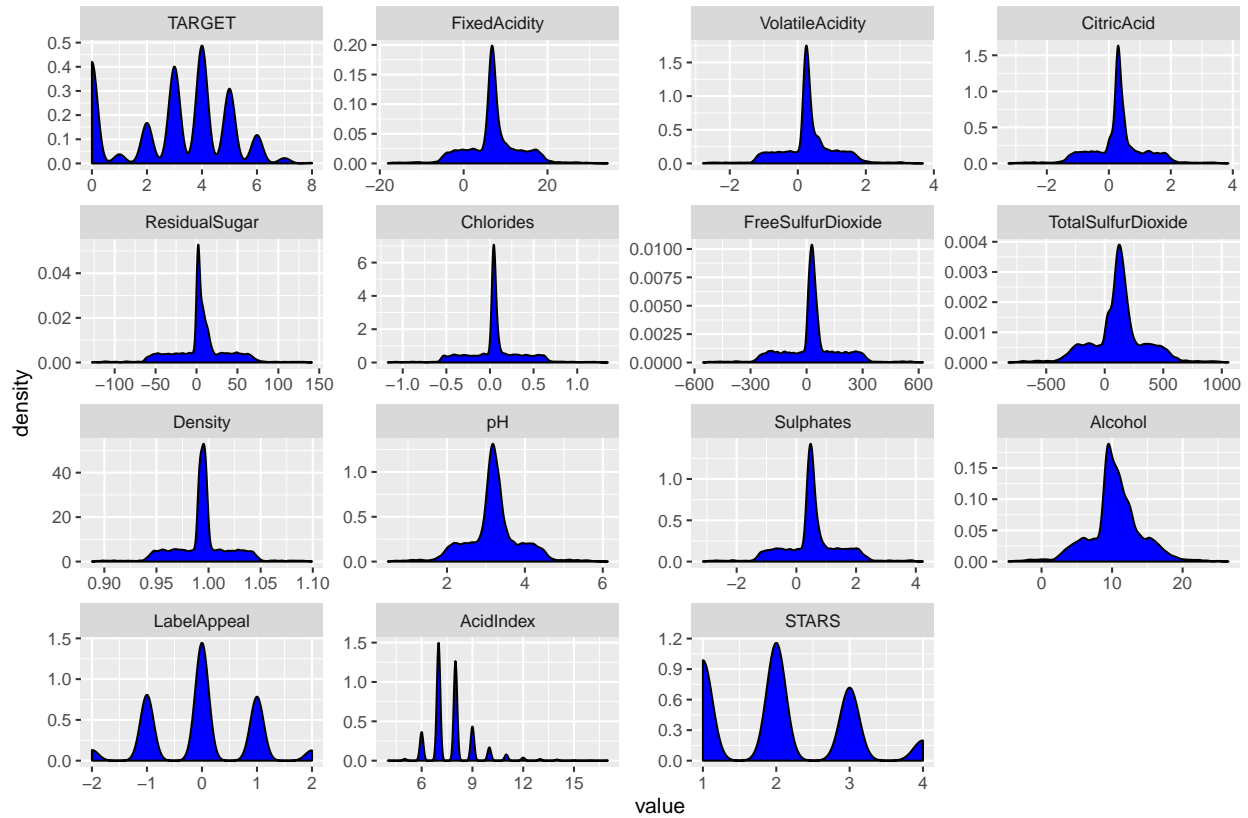 TARGET
FixedAcidity
VolatileAcidity
CitricAcid
0.5
0.4
0.3
0.2
0.1
0.0
0 2 4 6 8
0.20
0.15
0.10
0.05
0.00
−20 0 20
1.5
1.0
0.5
0.0
−2 0 2 4
1.5
1.0
0.5
0.0
−2 0 2 4
ResidualSugar
Chlorides
FreeSulfurDioxide
TotalSulfurDioxide
0.04
0.02
0.00
−100 −50 0 50 100 150
6
4
2
0
−1.0 −0.5 0.0 0.5 1.0
0.0100
0.0075
0.0050
0.0025
0.0000
−600 −300 0 300 600
0.004
0.003
0.002
0.001
0.000
−500 0 500 1000
density
Density
pH
Sulphates
Alcohol
40
20
0
0.90 0.95 1.00 1.05 1.10
1.0
0.5
0.0
2 4 6
1.0
0.5
0.0
−2 0 2 4
0.15
0.10
0.05
0.00
0 10 20
LabelAppeal
AcidIndex
STARS
1.5
1.0
0.5
0.0
−2 −1 0 1 2
1.5
1.0
0.5
0.0
6 9 12 15
1.2
0.9
0.6
0.3
0.0
1 2 3 4
value